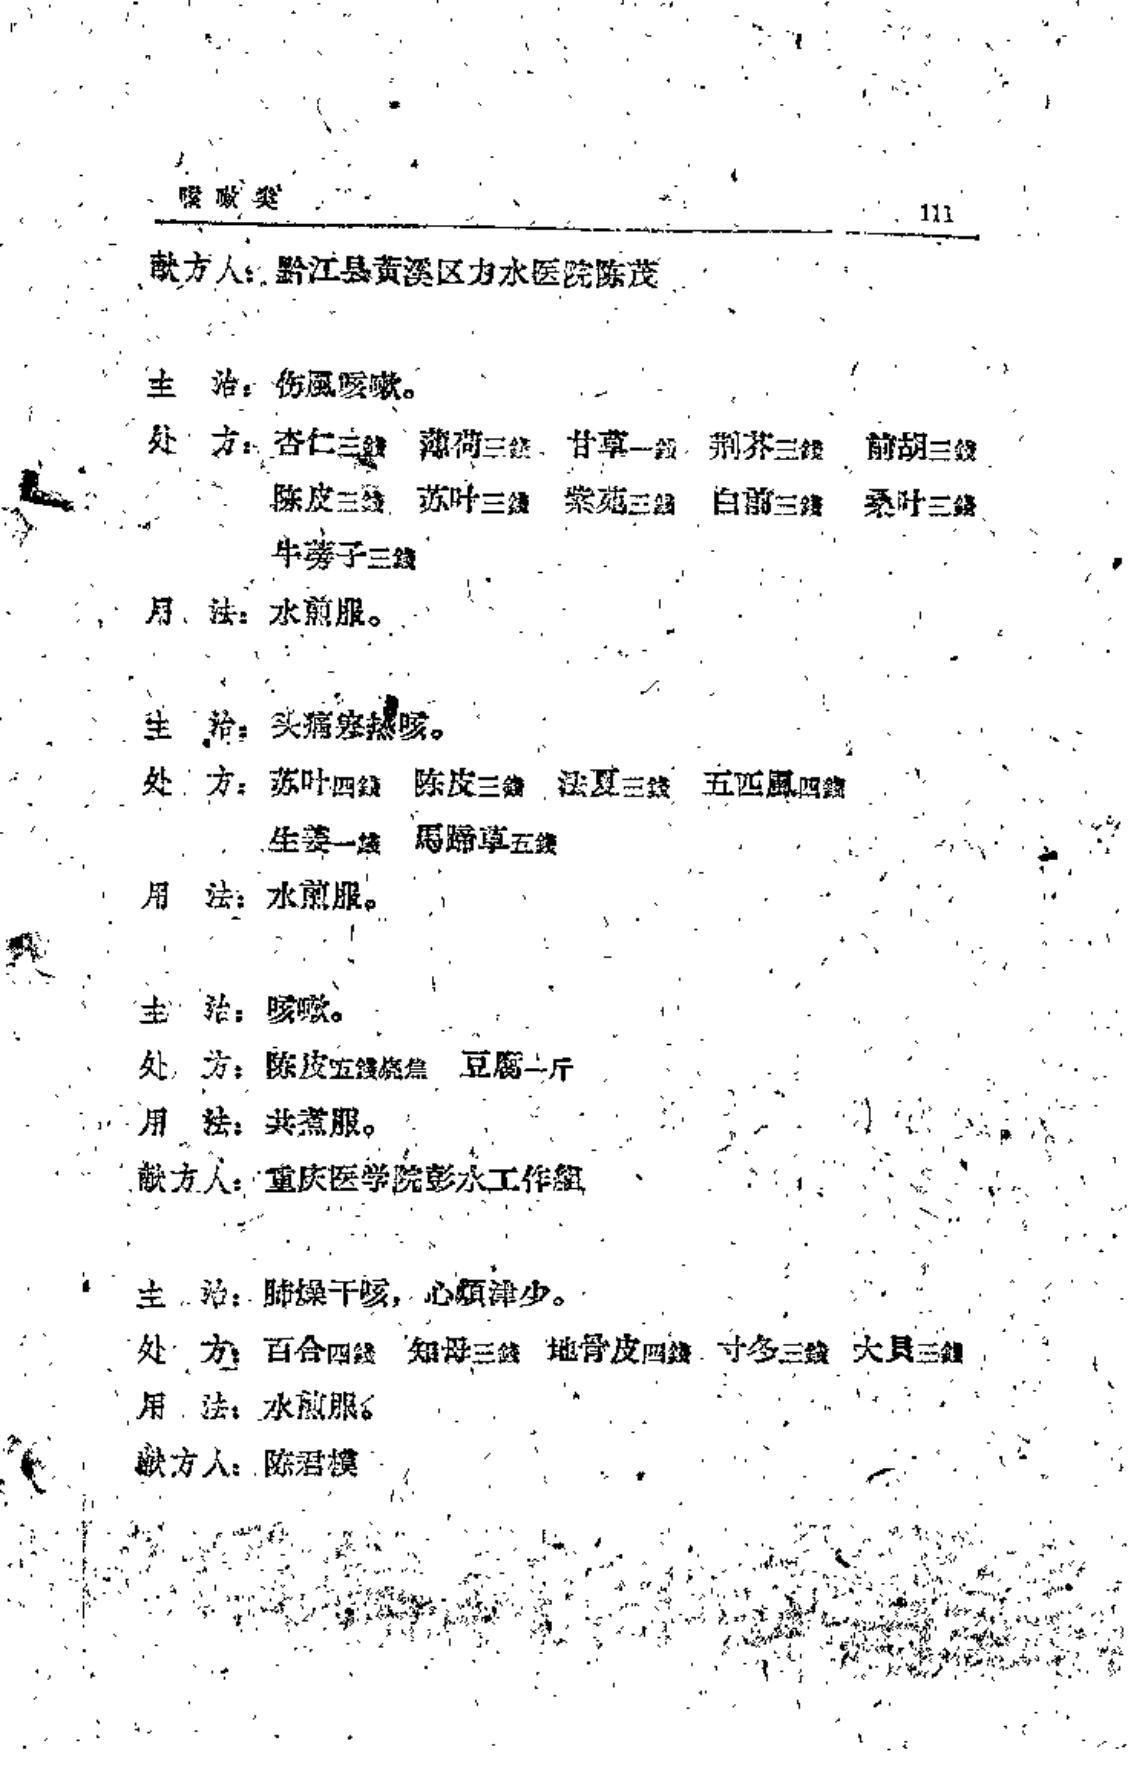 咳嗽类 111
献方人：黔江县黄溪区力水医院陈茂
主　治：伤風咳嗽。
处　方：杏仁三錢　薄荷三錢　甘草一錢　荆芥三錢　前胡三錢
陈皮三錢　苏叶三錢　紫菀三錢　白前三錢　桑叶三錢
牛蒡子三錢
用　法：水煎服。
主　治：头痛寒热咳。
处　方：苏叶四錢　陈皮三錢　法夏三錢　五匹風四錢
生姜一錢　馬蹄草五錢
用　法：水煎服。
主　治：咳嗽。
处　方：陈皮五錢燒焦　豆腐一斤
用　法：共煮服。
献方人：重庆医学院彭水工作組
主　治：肺燥干咳，心煩津少。
处　方：百合四錢　知母三錢　地骨皮四錢　寸冬三錢　大貝三錢
用　法：水煎服。
献方人：陈君模